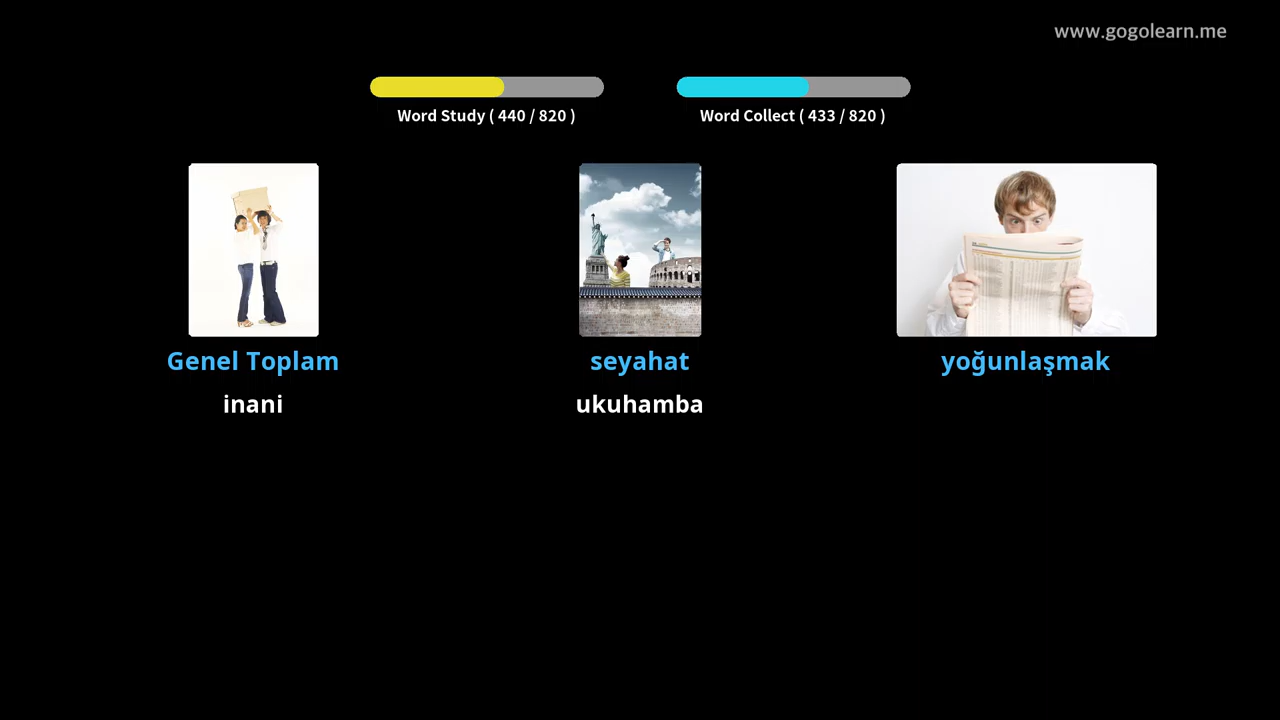 www.gogolearn.me
Word Study ( 440 / 820 )
Word Collect ( 433 / 820 )
Genel Toplam
inani
seyahat
ukuhamba
yoğunlaşmak